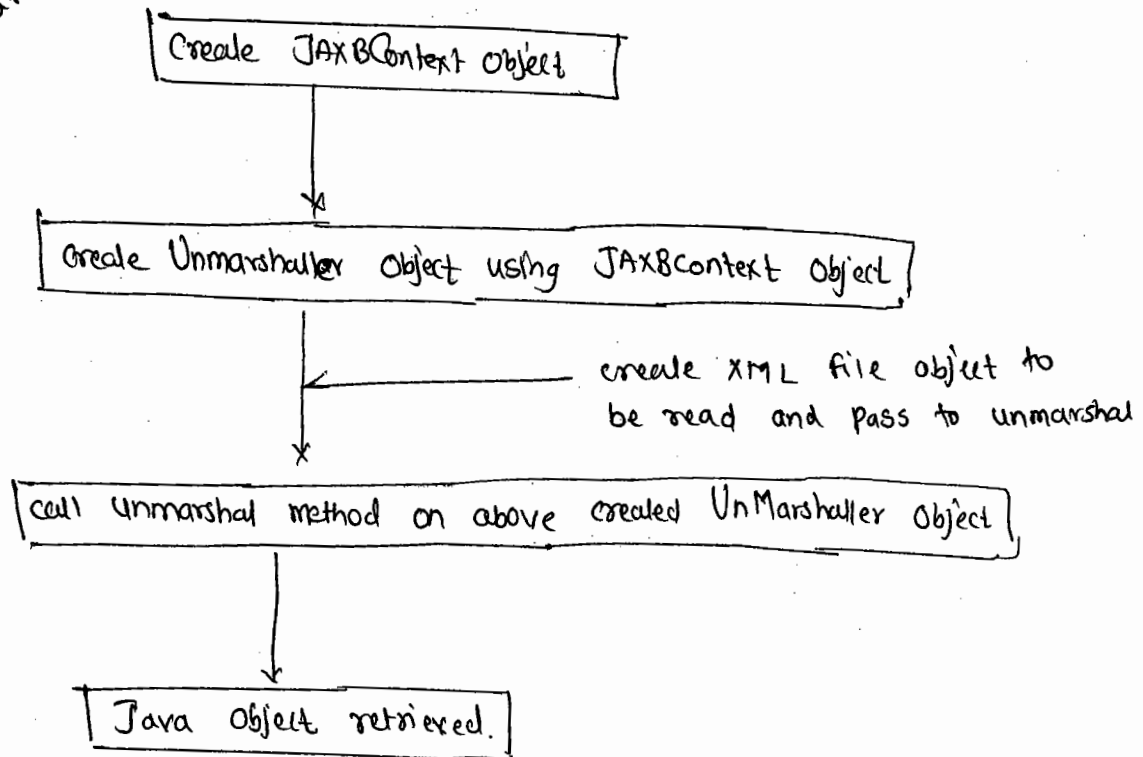 Create JAXBContext Object
Create Unmarshaller Object using JAXBContext Object
create XML file object to
be read and pass to unmarshal
call unmarshal method on above created UnMarshaller Object
Java Object retrieved.